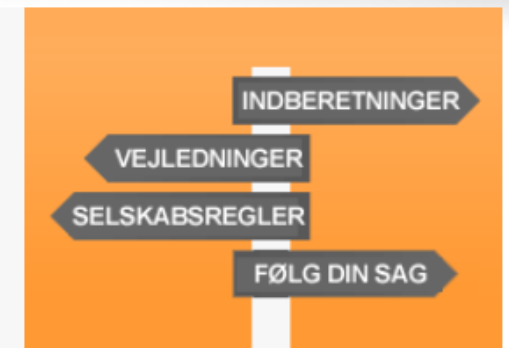 INDBERETNINGER
VEJLEDNINGER
SELSKABSREGLER
FØLG DIN SAG